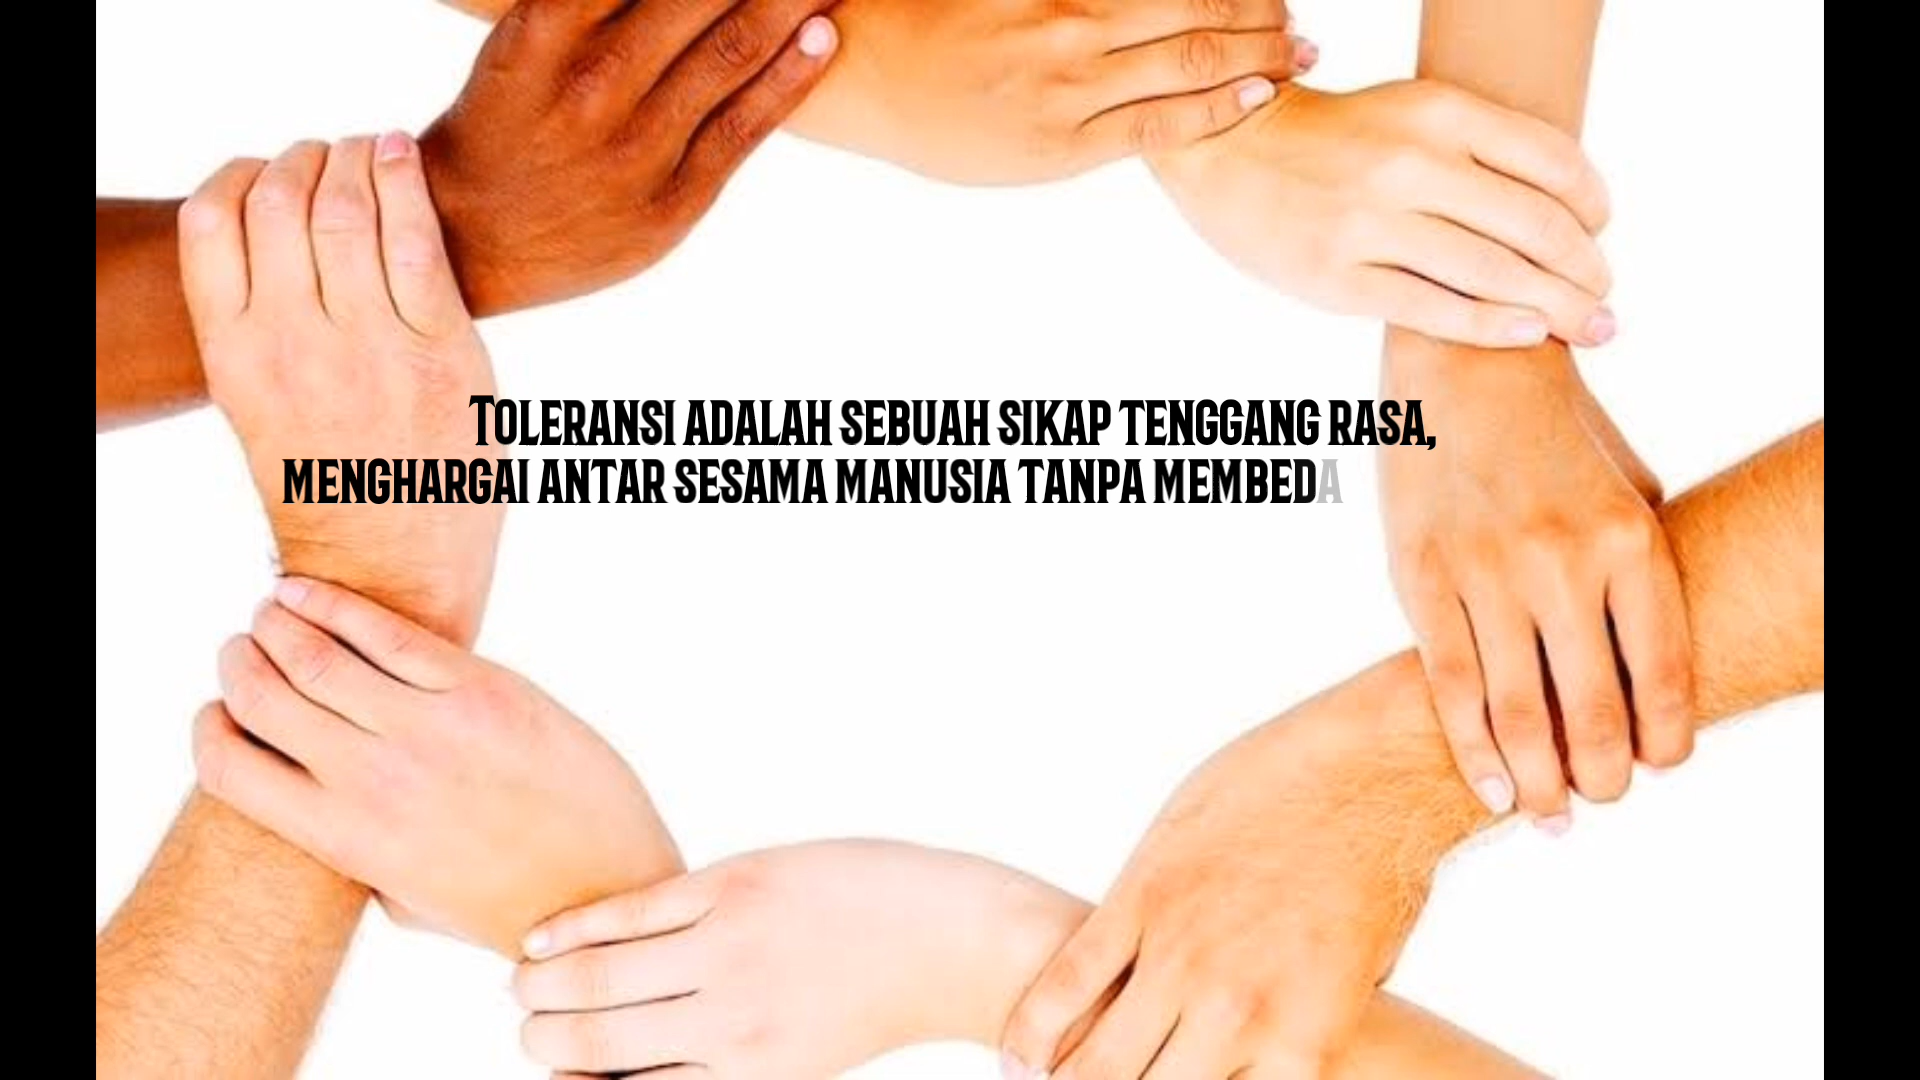 Toleransi adalah sebuah sikap tenggang rasa,
menghargai antar sesama manusia tanpa membeda